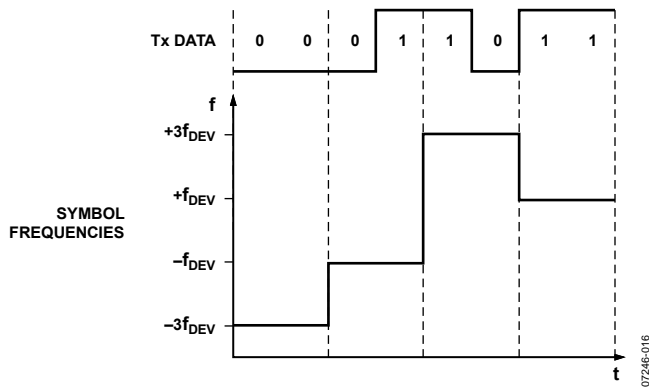 Tx DATA 0 0 0 1 1 0 1 1
f
+3fDEV
+fDEV
SYMBOL
FREQUENCIES
–fDEV
–3fDEV
t
07246-016